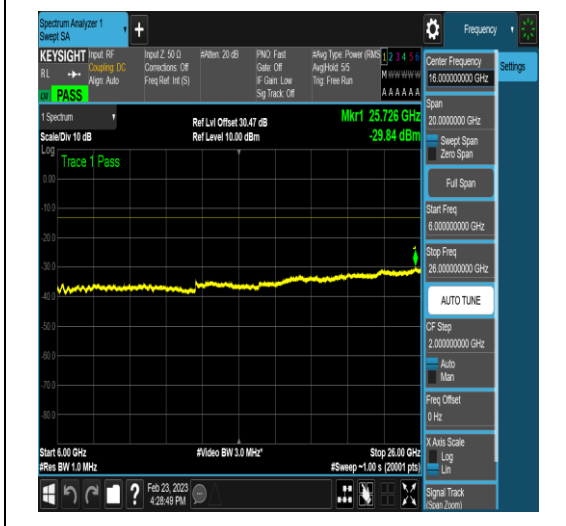 Spectrum Analyzer 1
Swept SA
Frequency
KEYSIGHT
RL
PASS
Input: RF
Coupling: DC
Align: Auto
Input Z: 50 Ω
Corrections: Off
Freq Ref: Int (S)
#Atten: 20 dB
PNO: Fast
Gate: Off
IF Gain: Low
Sig Track: Off
#Avg Type: Power (RMS
Avg|Hold: 5/5
Trig: Free Run
1 2 3 4 5 6
M W W W W W
A A A A A A
1 Spectrum
Scale/Div 10 dB
Ref Lvl Offset 30.47 dB
Ref Level 10.00 dBm
Mkr1 25.726 GHz
-29.84 dBm
Log
Trace 1 Pass
0.00
-10.0
-20.0
-30.0
-40.0
-50.0
-60.0
-70.0
-80.0
1
Start 6.00 GHz
#Res BW 1.0 MHz
#Video BW 3.0 MHz*
Stop 26.00 GHz
#Sweep ~1.00 s (20001 pts)
Feb 23, 2023
4:28:49 PM
Center Frequency
16.000000000 GHz
Settings
Span
20.0000000 GHz
Swept Span
Zero Span
Full Span
Start Freq
6.000000000 GHz
Stop Freq
26.000000000 GHz
AUTO TUNE
CF Step
2.000000000 GHz
Auto
Man
Freq Offset
0 Hz
X Axis Scale
Log
Lin
Signal Track
(Span Zoom)